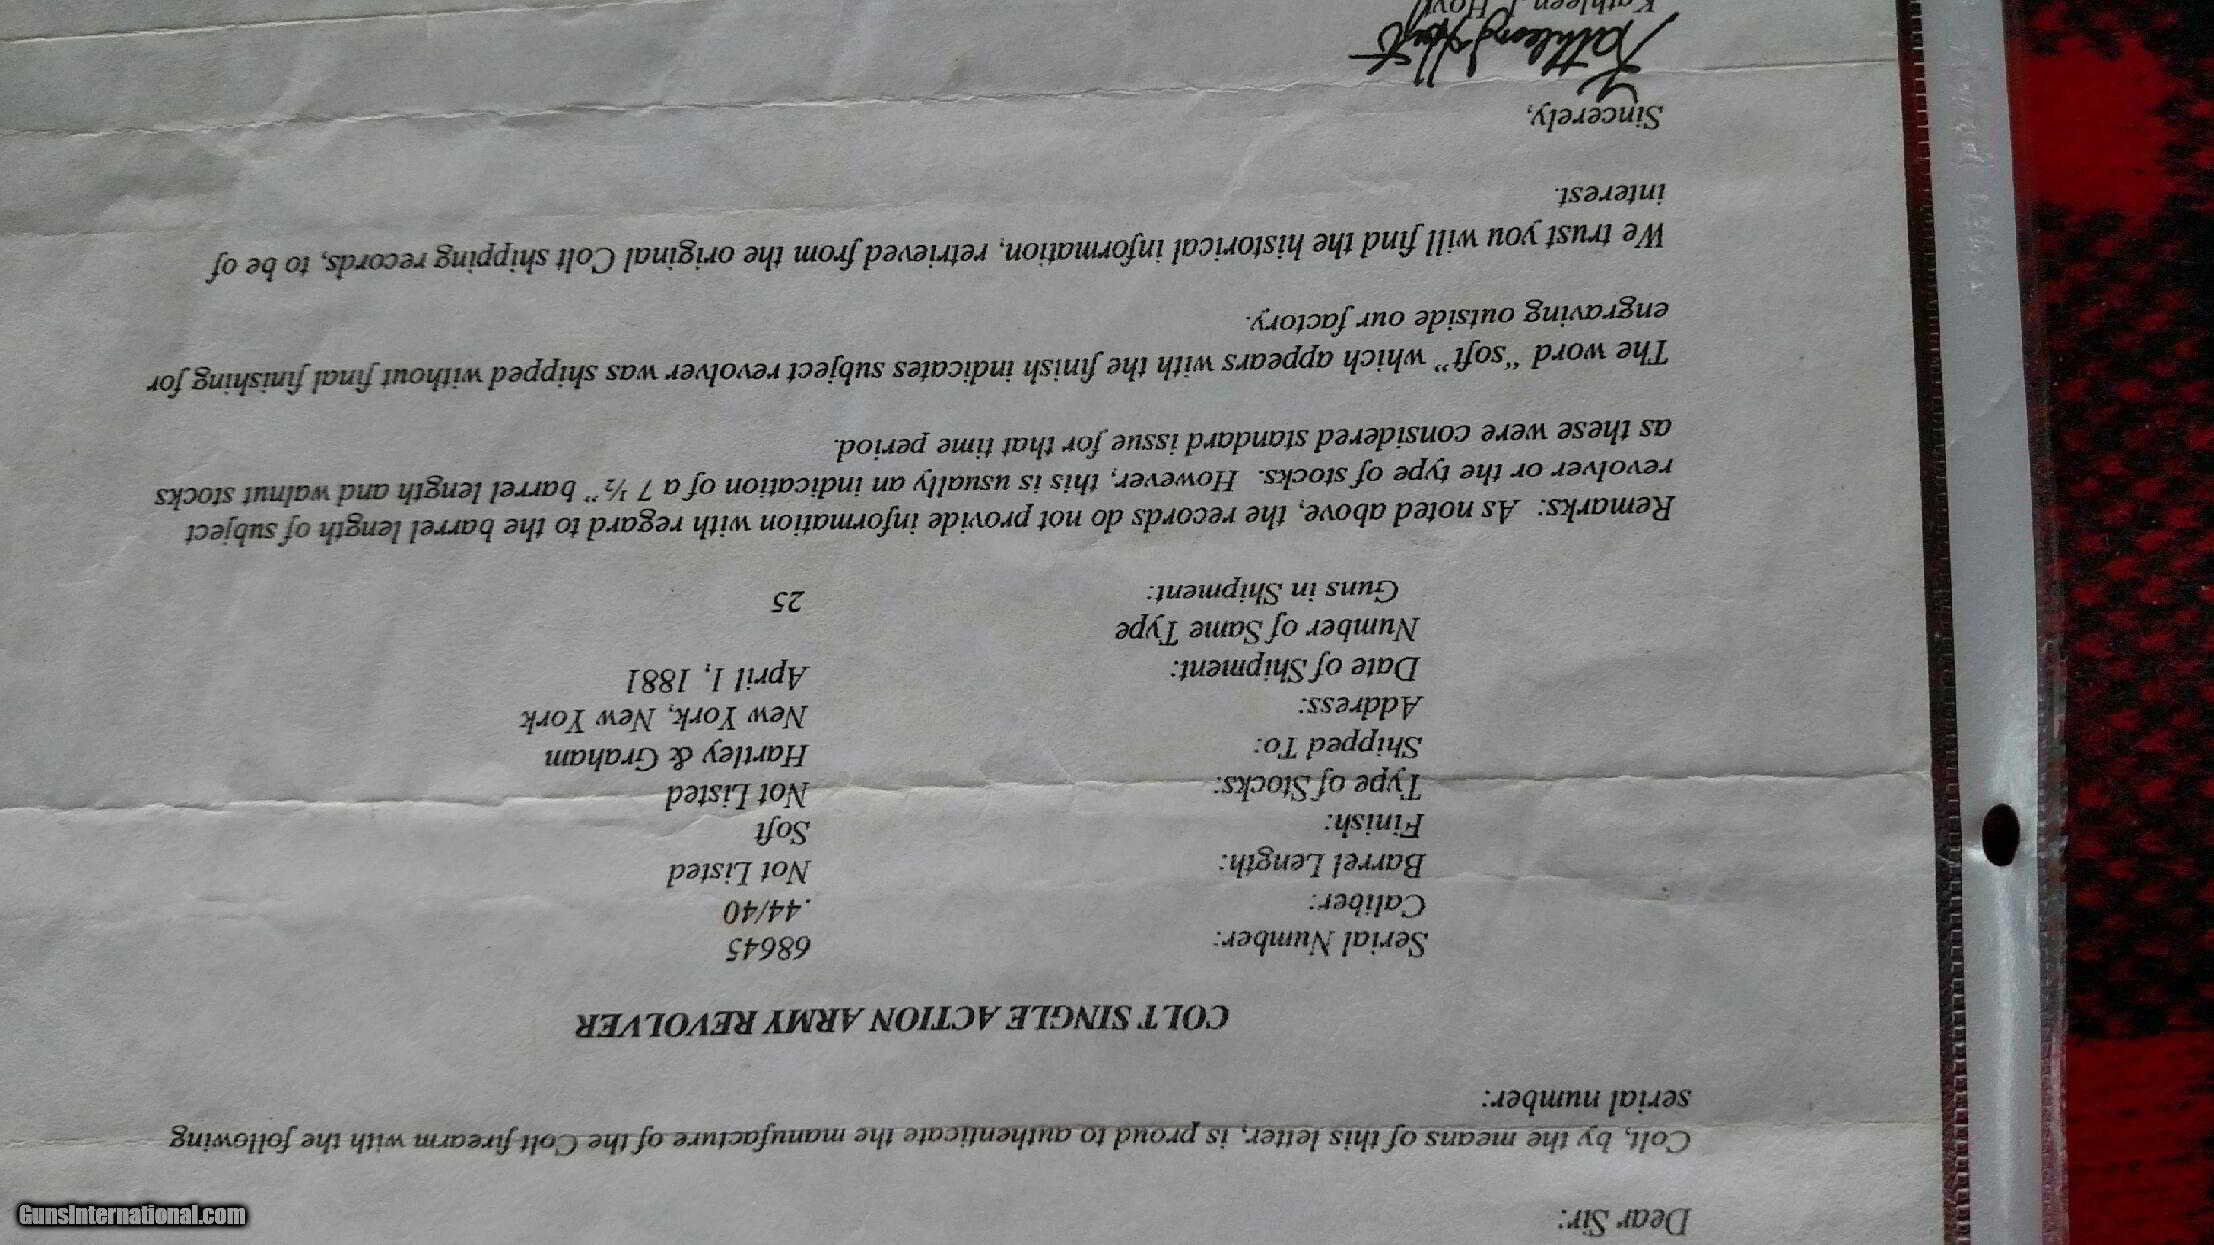 Dear Sir:
Colt, by the means of this letter, is proud to authenticate the manufacture of the Colt firearm with the following
serial number:
COLT SINGLE ACTION ARMY REVOLVER
Serial Number: 68645
Caliber: .44/40
Barrel Length: Not Listed
Finish: Soft
Type of Stocks: Not Listed
Shipped To: Hartley & Graham
Address: New York, New York
Date of Shipment: April 1, 1881
Number of Same Type
Guns in Shipment: 25
Remarks: As noted above, the records do not provide information with regard to the barrel length of subject
revolver or the type of stocks. However, this is usually an indication of a 7 ½" barrel length and walnut stocks
as these were considered standard issue for that time period.
The word "soft" which appears with the finish indicates subject revolver was shipped without final finishing for
engraving outside our factory.
We trust you will find the historical information, retrieved from the original Colt shipping records, to be of
interest.
Sincerely,
Kathleen J Hoyt
Kathleen J. Hoyt
GunsInternational.com